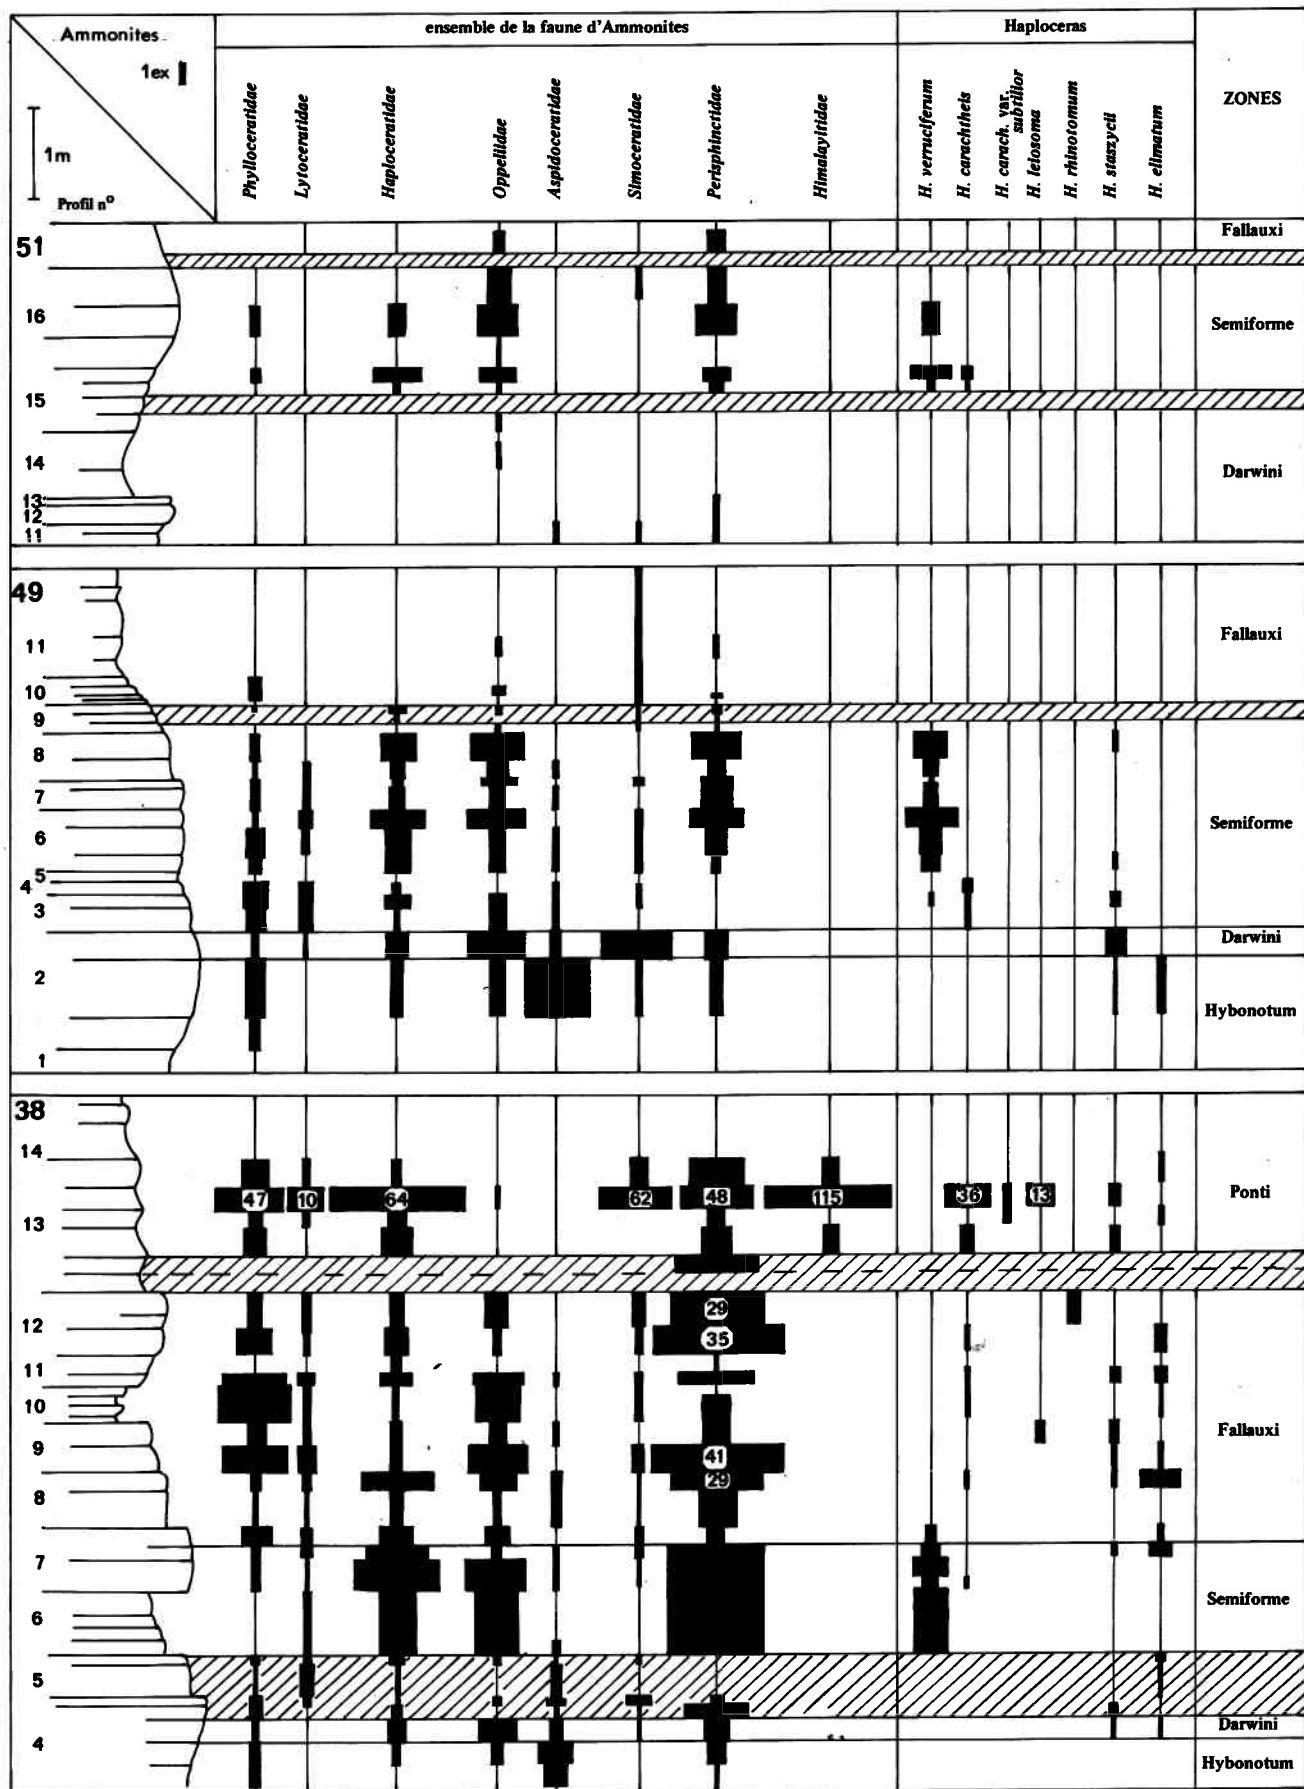 Ammonites
1ex
1m
Profil nº
ensemble de la faune d'Ammonites
Haploceras
ZONES
Phylloceratidae
Lytoceratidae
Haploceratidae
Oppeliidae
Aspidoceratidae
Simoceratidae
Perisphinctidae
Himalayitidae
H. verruciferum
H. carachtheis
H. carach. var.
subtilior
H. leiosoma
H. rhinotomum
H. staszycii
H. elimatum
51
Fallauxi
16
Semiforme
15
14
Darwini
13
12
11
49
11
Fallauxi
10
9
8
7
6
Semiforme
5
4
3
Darwini
2
Hybonotum
1
38
14
47 10 64 62 48 115 36 13
Ponti
13
29
12
35
11
10
9
Fallauxi
41
29
8
7
6
Semiforme
5
Darwini
4
Hybonotum